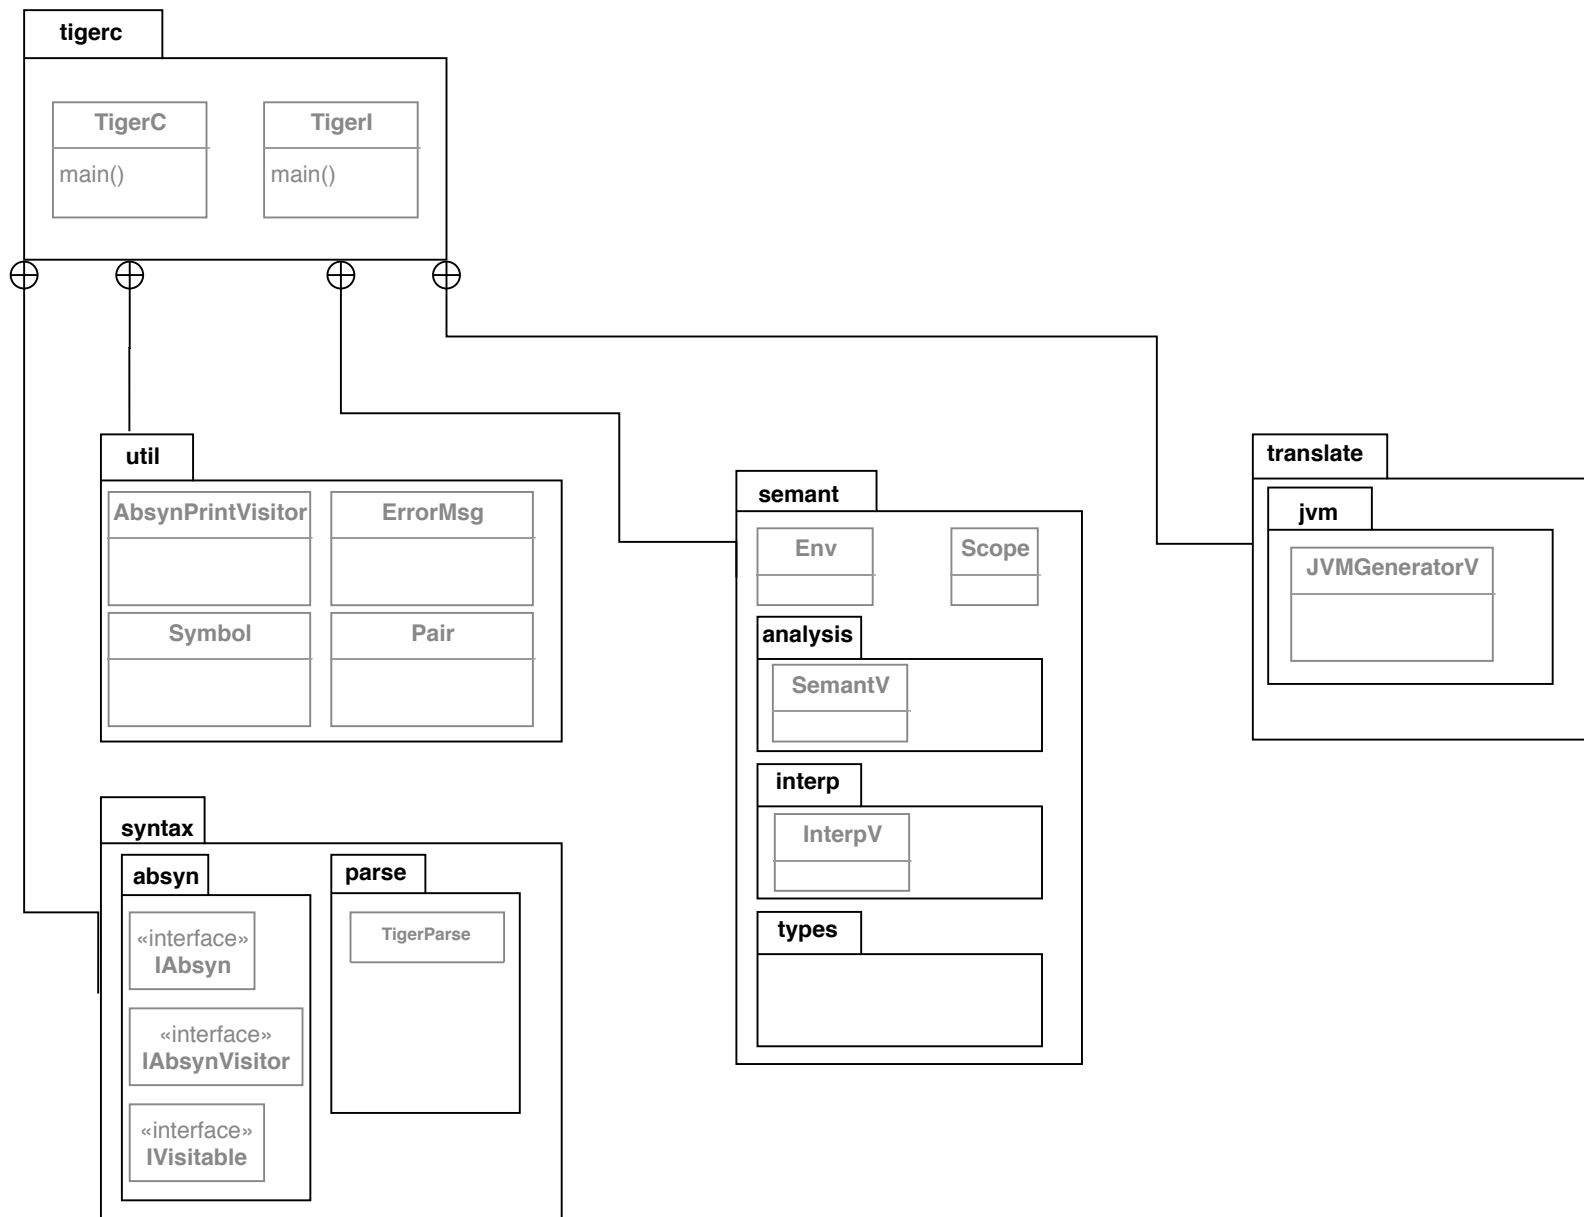 tigerc
TigerC
main()
TigerI
main()
util
AbsynPrintVisitor
ErrorMsg
Symbol
Pair
syntax
absyn
«interface»
IAbsyn
«interface»
IAbsynVisitor
«interface»
IVisitable
parse
TigerParse
semant
Env
Scope
analysis
SemantV
interp
InterpV
types
translate
jvm
JVMGeneratorV